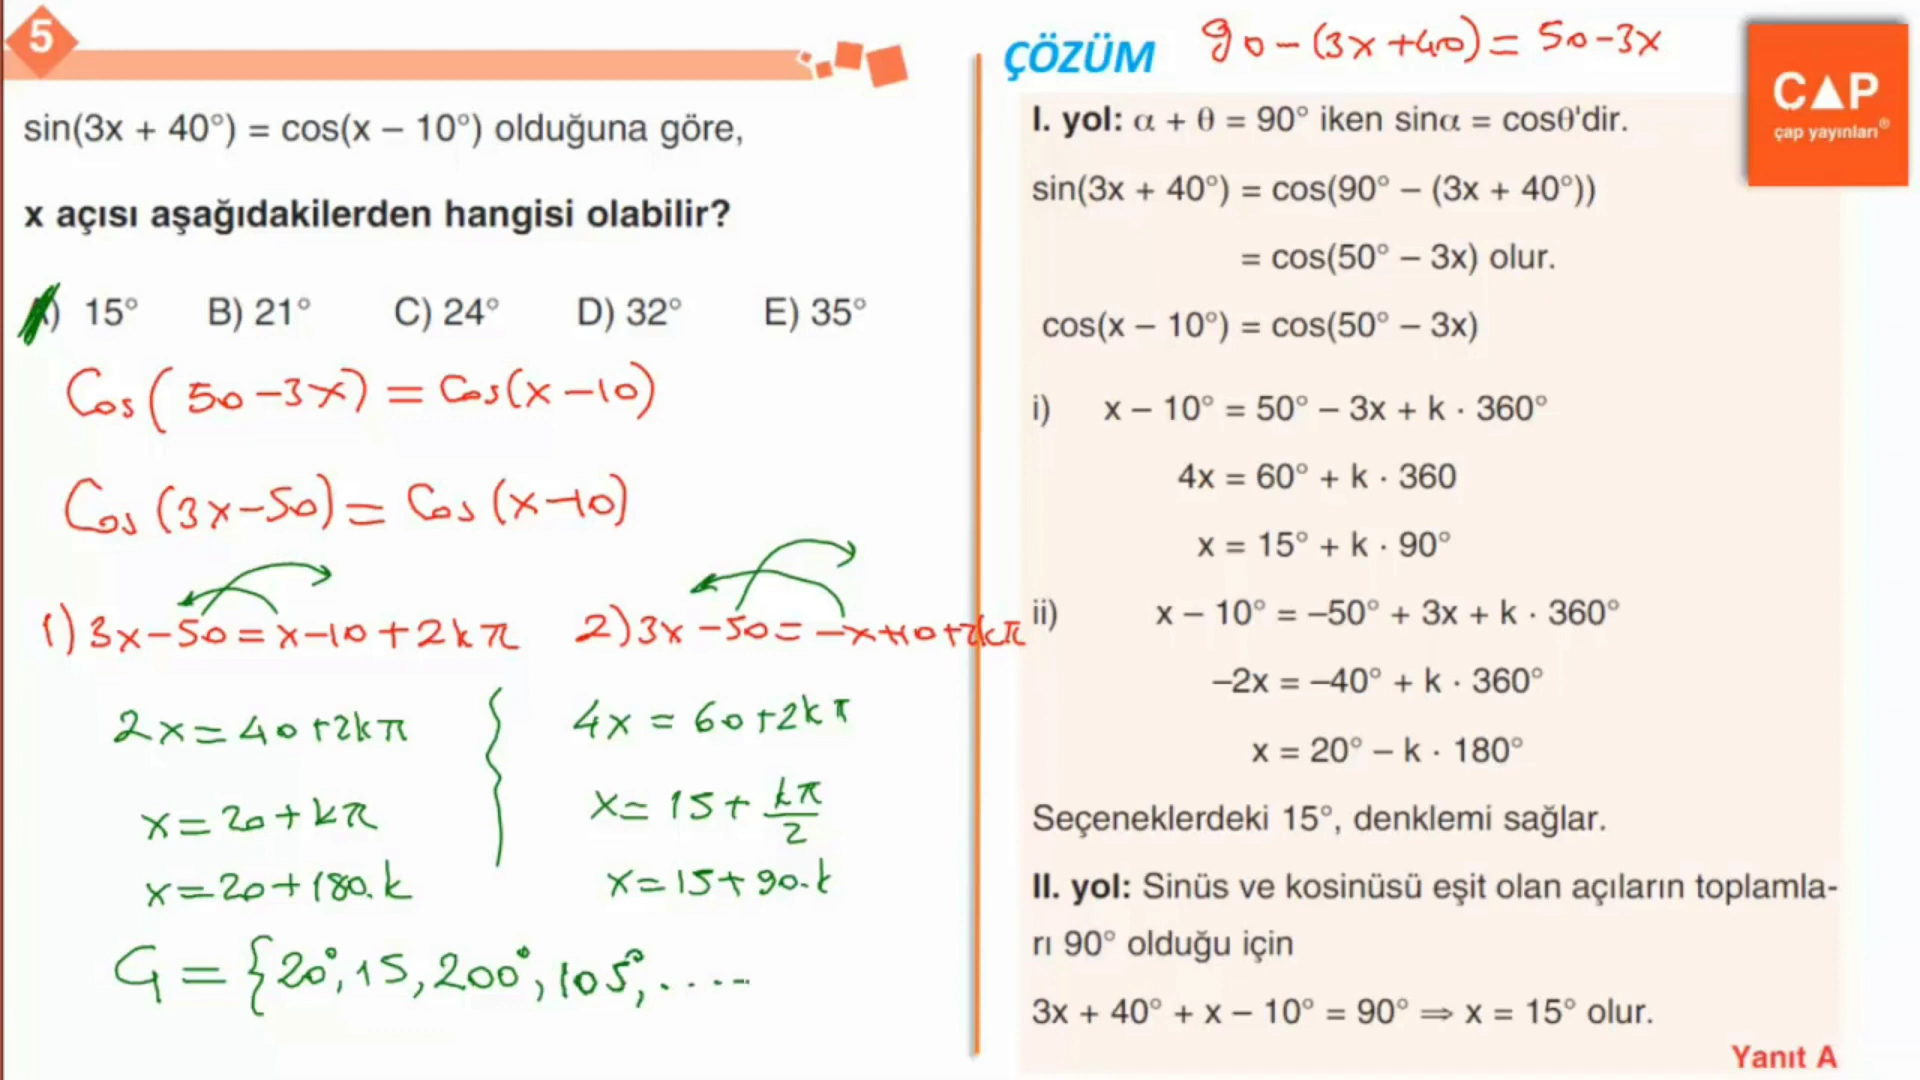 5
sin(3x + 40°) = cos(x – 10°) olduğuna göre,
x açısı aşağıdakilerden hangisi olabilir?
A) 15° B) 21° C) 24° D) 32° E) 35°
Cos(50-3x) = Cos(x-10)
Cos(3x-50) = Cos(x-10)
1) 3x-50 = x-10+2kπ
2) 3x-50 = -x+10+2kπ
2x = 40+2kπ
x = 20+kπ
x = 20+180.k
4x = 60+2kπ
x = 15+kπ/2
x = 15+90.k
Ç = {20°, 15, 200°, 105°, .....
ÇÖZÜM
90-(3x+40) = 50-3x
CAP
çap yayınları®
I. yol: α + θ = 90° iken sinα = cosθ'dir.
sin(3x + 40°) = cos(90° – (3x + 40°))
= cos(50° – 3x) olur.
cos(x – 10°) = cos(50° – 3x)
i) x – 10° = 50° – 3x + k · 360°
4x = 60° + k · 360
x = 15° + k · 90°
ii) x – 10° = –50° + 3x + k · 360°
–2x = –40° + k · 360°
x = 20° – k · 180°
Seçeneklerdeki 15°, denklemi sağlar.
II. yol: Sinüs ve kosinüsü eşit olan açıların toplamla-
rı 90° olduğu için
3x + 40° + x – 10° = 90° ⇒ x = 15° olur.
Yanıt A